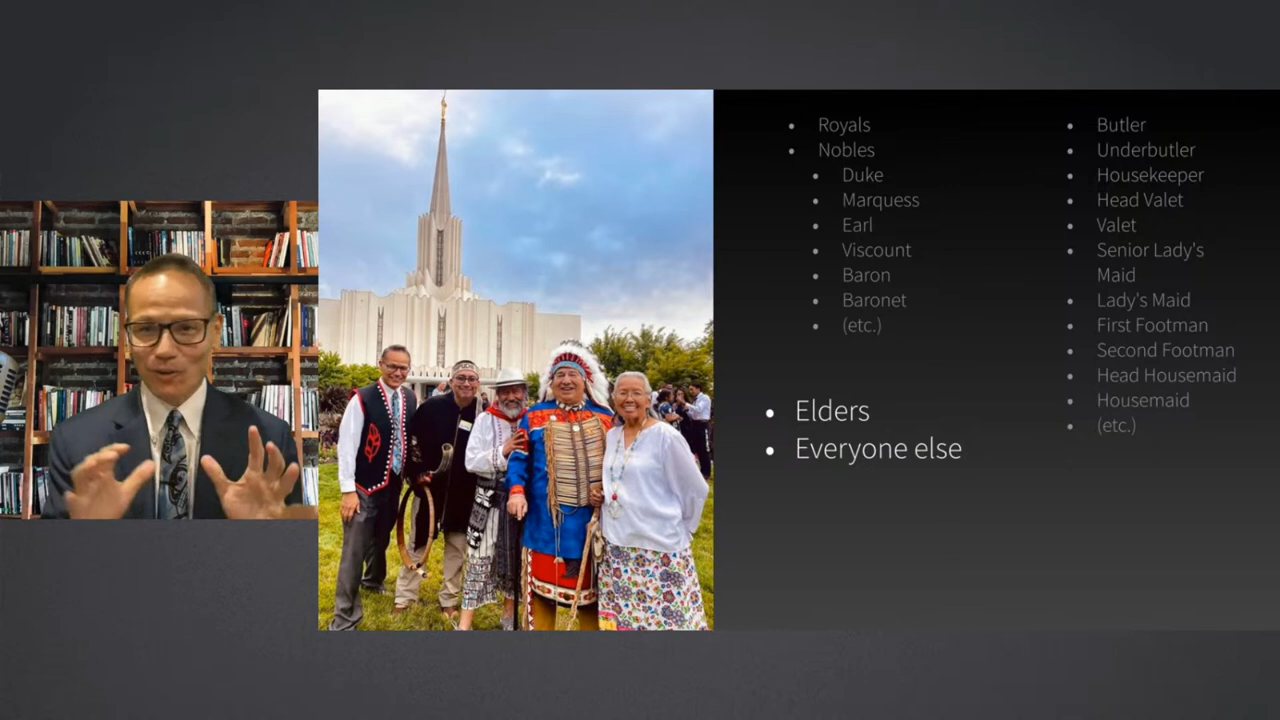 Royals
Nobles
Duke
Marquess
Earl
Viscount
Baron
Baronet
(etc.)
Elders
Everyone else
Butler
Underbutler
Housekeeper
Head Valet
Valet
Senior Lady's
Maid
Lady's Maid
First Footman
Second Footman
Head Housemaid
Housemaid
(etc.)